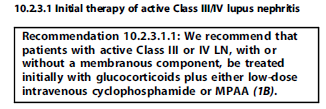 10.2.3.1 Initial therapy of active Class III/IV lupus nephritis
Recommendation 10.2.3.1.1: We recommend that
patients with active Class III or IV LN, with or
without a membranous component, be treated
initially with glucocorticoids plus either low-dose
intravenous cyclophosphamide or MPAA (1B).